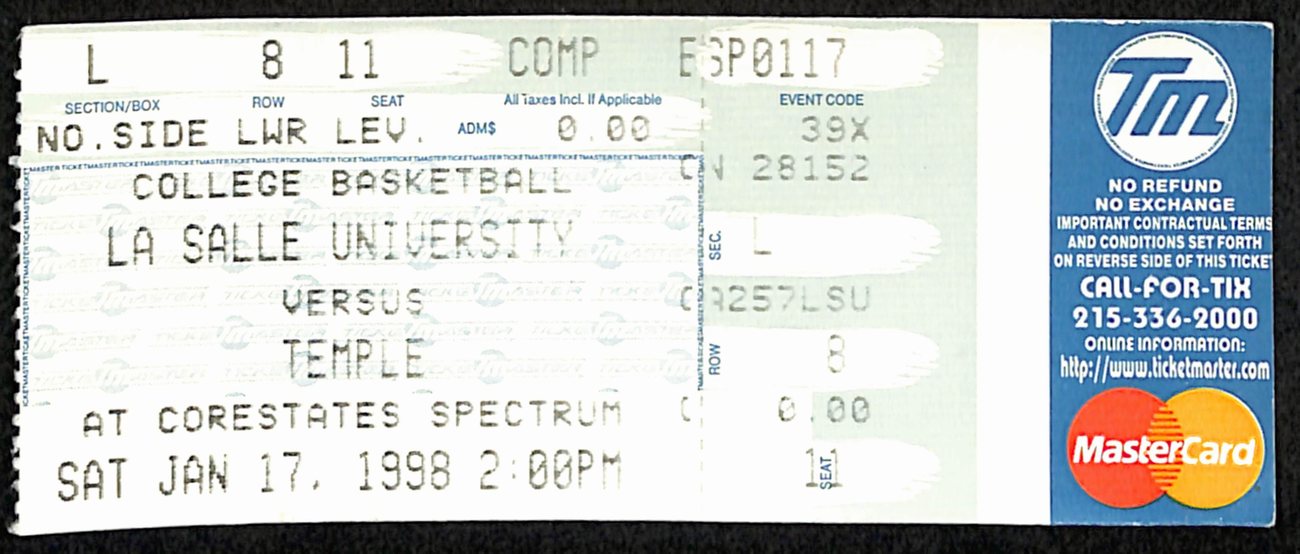 L 8 11 COMP ESP0117
SECTION/BOX ROW SEAT All Taxes Incl. If Applicable EVENT CODE
NO.SIDE LWR LEV. ADM$ 0.00 39X
COLLEGE BASKETBALL CN 28152
LA SALLE UNIVERSITY SEC. L
VERSUS CA257LSU
TEMPLE ROW 8
AT CORESTATES SPECTRUM C 0.00
SAT JAN 17, 1998 2:00PM SEAT 11
TM
NO REFUND
NO EXCHANGE
IMPORTANT CONTRACTUAL TERMS
AND CONDITIONS SET FORTH
ON REVERSE SIDE OF THIS TICKET
CALL-FOR-TIX
215-336-2000
ONLINE INFORMATION:
http://www.ticketmaster.com
MasterCard